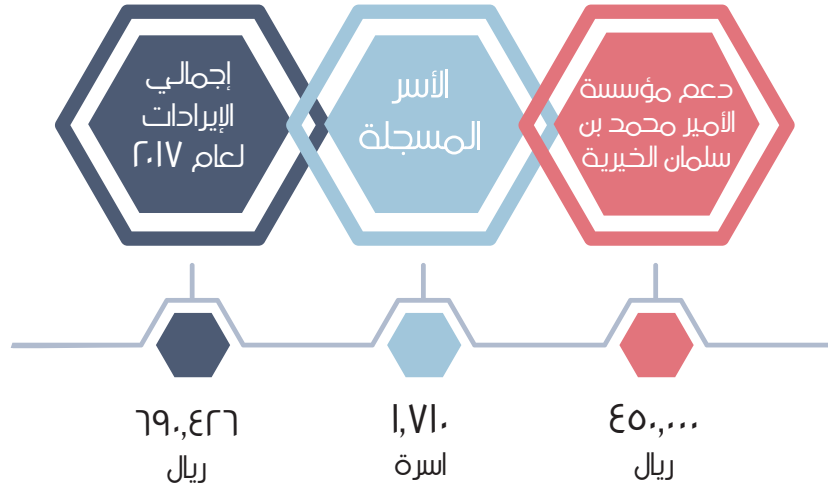 دعم مؤسسة
الأمير محمد بن
سلمان الخيرية
الأسر
المسجلة
إجمالي
الإيرادات
لعام ٢٠١٧
٤٥٠,٠٠٠
ريال
١,٧١٠
اسرة
٦٩٠,٤٢٦
ريال